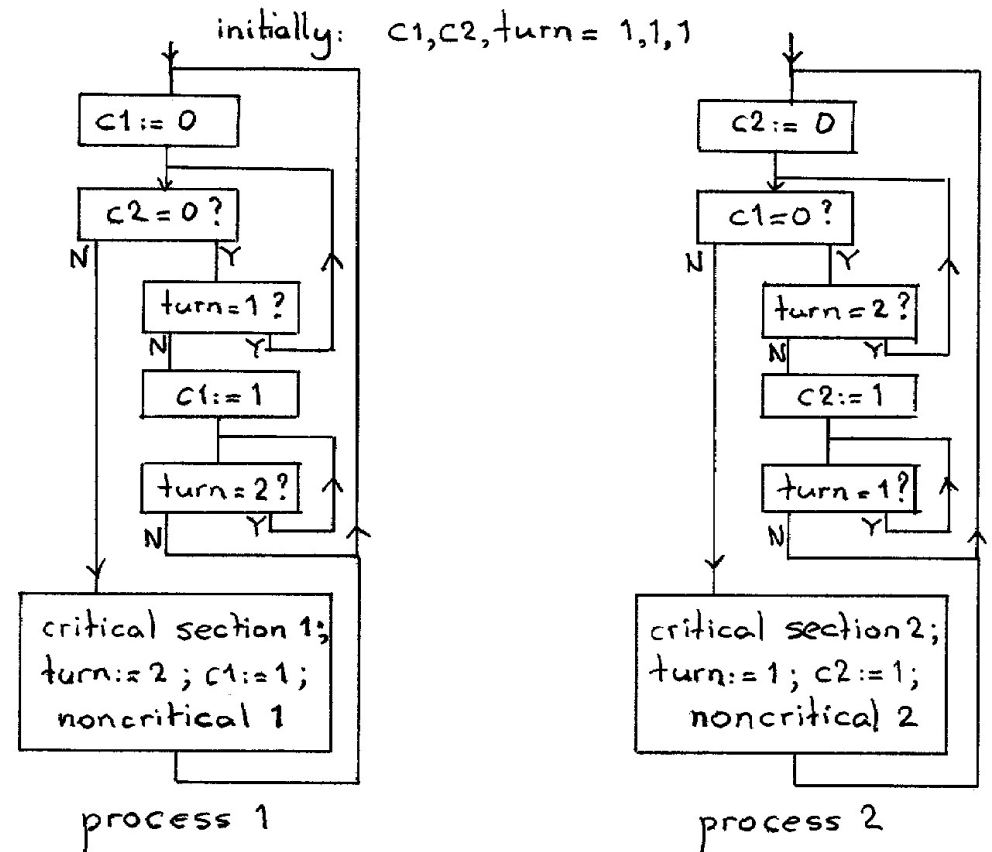 initially: c1,c2,turn = 1,1,1
c1:= 0
c2 = 0 ?
N
Y
turn=1 ?
N
Y
c1:= 1
turn=2 ?
Y
N
critical section 1;
turn:= 2 ; c1:=1;
noncritical 1
process 1
c2:= 0
c1=0 ?
N
Y
turn = 2 ?
N
Y
c2:= 1
turn=1?
Y
N
critical section 2;
turn:= 1; c2:=1;
noncritical 2
process 2